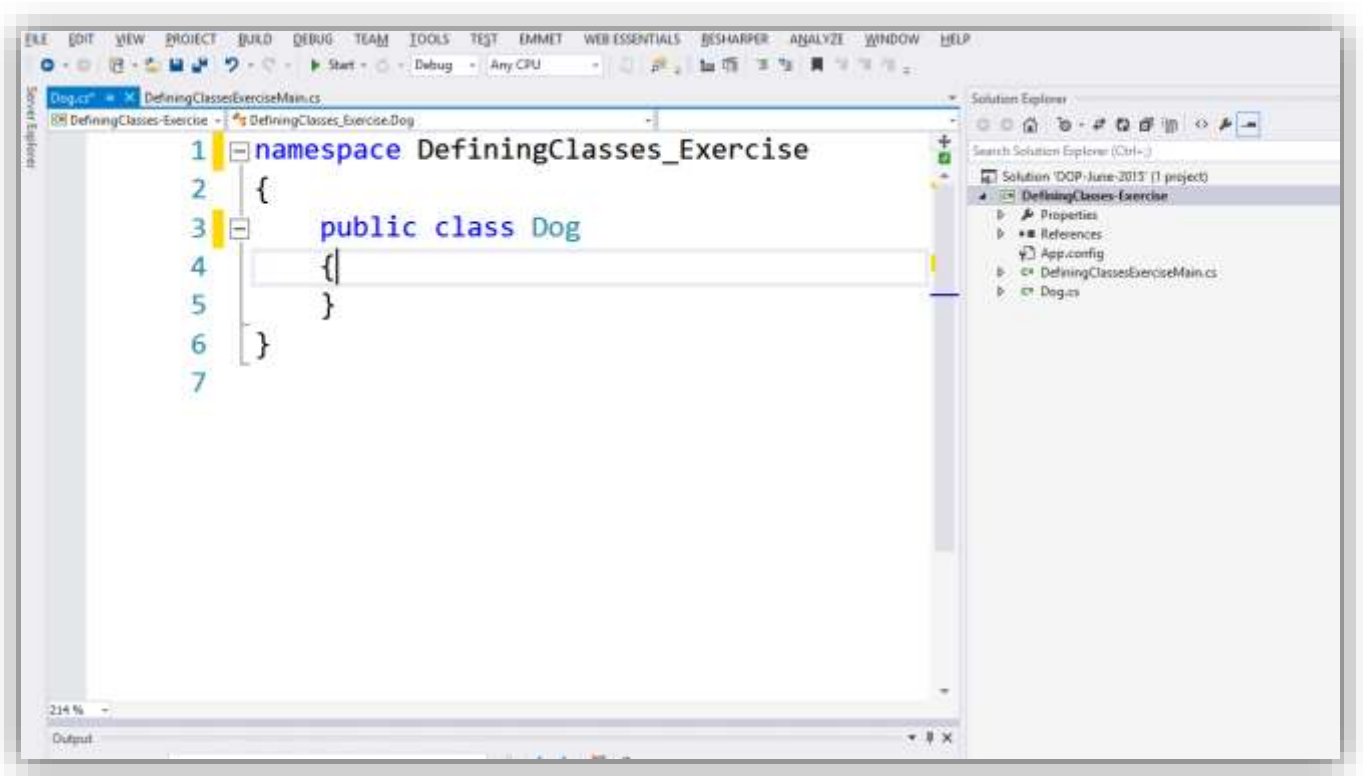 FILE EDIT VIEW PROJECT BUILD DEBUG TEAM TOOLS TEST EMMET WEB ESSENTIALS RESHARPER ANALYZE WINDOW HELP
Start Debug Any CPU
Server Explorer
Dog.cs* DefiningClassesExerciseMain.cs
DefiningClasses-Exercise DefiningClasses_Exercise.Dog
1 namespace DefiningClasses_Exercise
2 {
3 public class Dog
4 {
5 }
6 }
7
214 %
Output
Solution Explorer
Search Solution Explorer (Ctrl+;)
Solution 'OOP-June-2015' (1 project)
DefiningClasses-Exercise
Properties
References
App.config
C# DefiningClassesExerciseMain.cs
C# Dog.cs